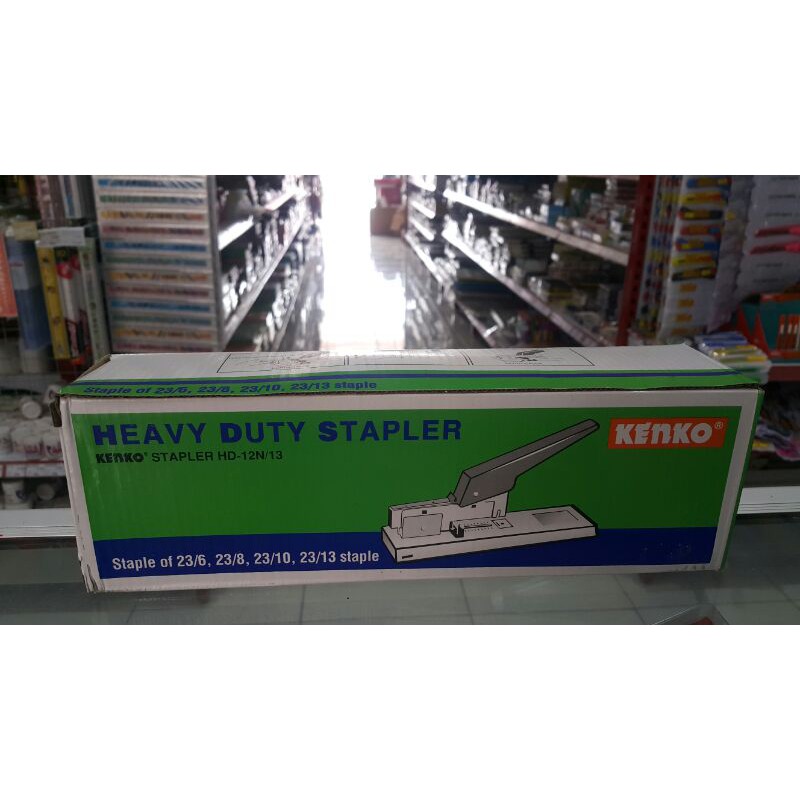 Staple of 23/6, 23/8, 23/10, 23/13 staple
HEAVY DUTY STAPLER
KENKO® STAPLER HD-12N/13
KENKO®
Staple of 23/6, 23/8, 23/10, 23/13 staple